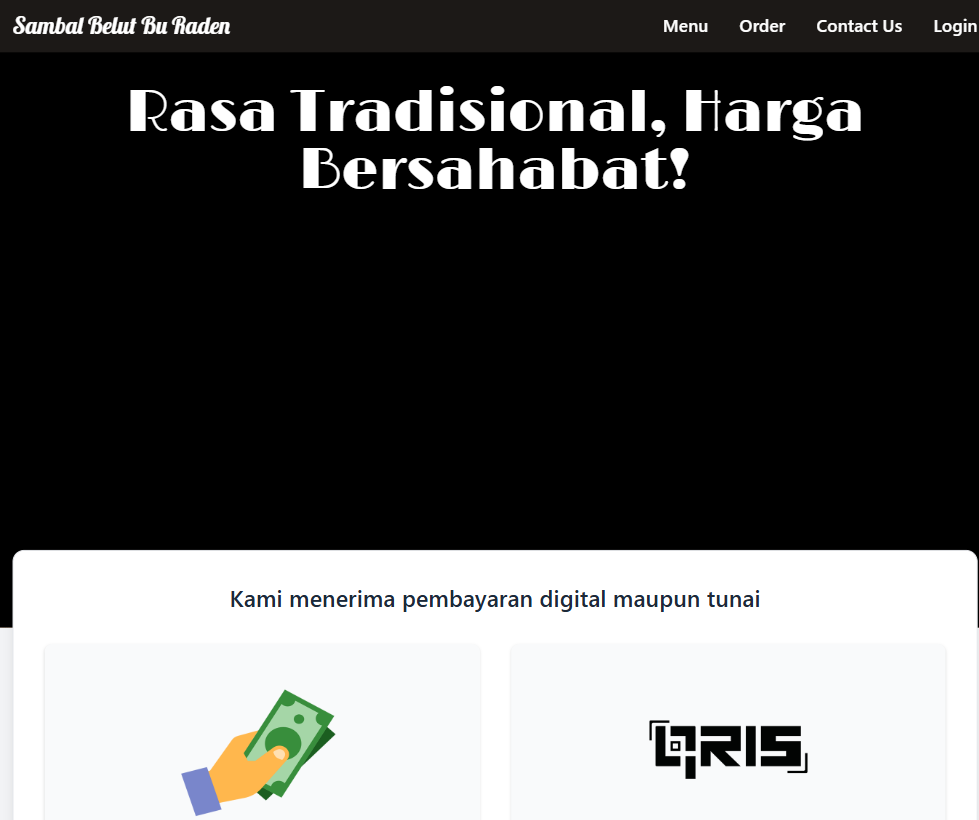 Sambal Belut Bu Raden
Menu Order Contact Us Login
Rasa Tradisional, Harga
Bersahabat!
Kami menerima pembayaran digital maupun tunai
QRIS